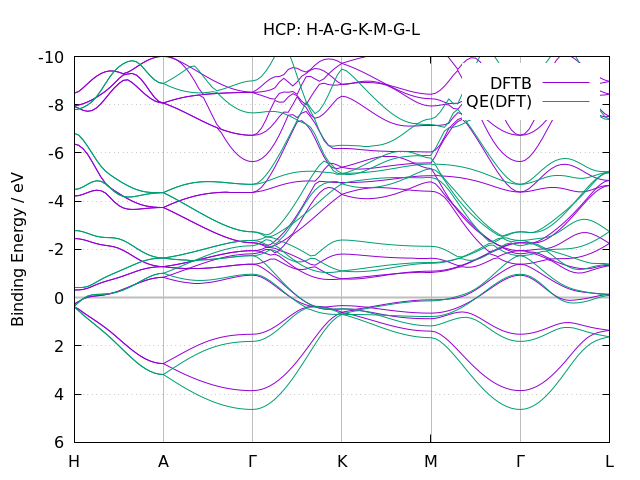 HCP: H-A-G-K-M-G-L
-10
-8
-6
-4
-2
0
2
4
6
Binding Energy / eV
DFTB
QE(DFT)
H A Γ K M Γ L